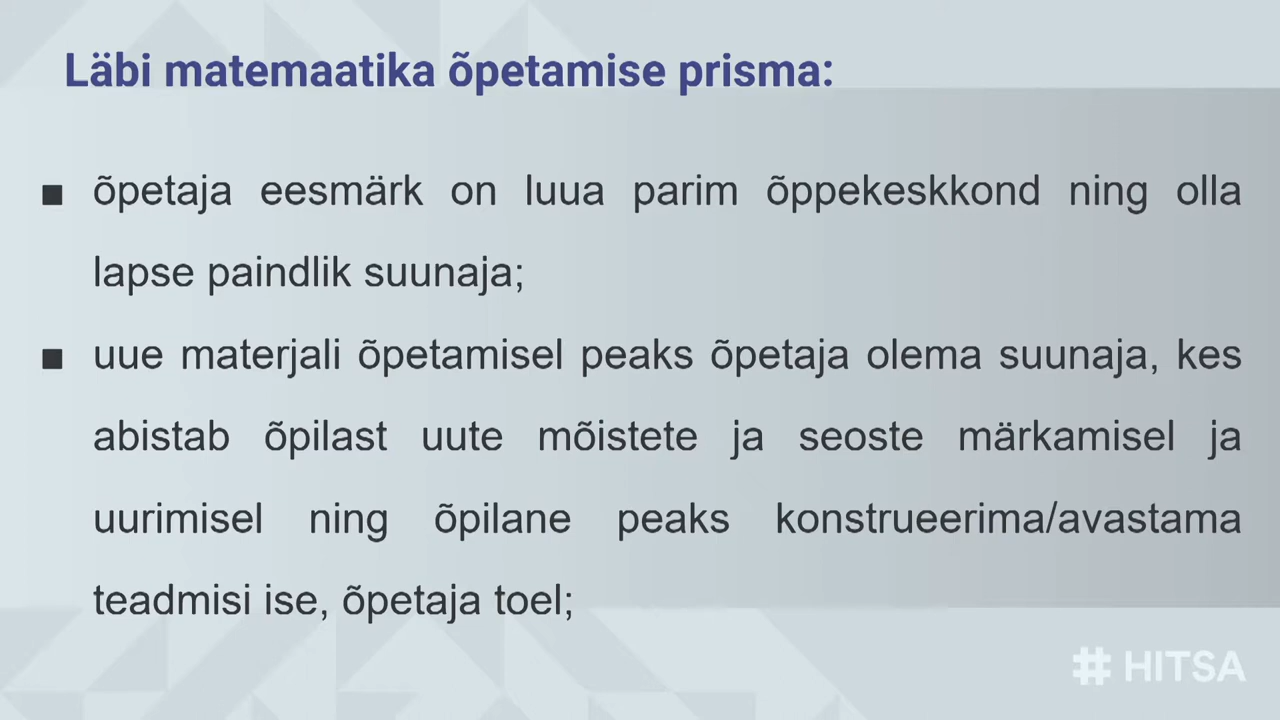 Läbi matemaatika õpetamise prisma:
▪ õpetaja eesmärk on luua parim õppekeskkond ning olla
lapse paindlik suunaja;
▪ uue materjali õpetamisel peaks õpetaja olema suunaja, kes
abistab õpilast uute mõistete ja seoste märkamisel ja
uurimisel ning õpilane peaks konstrueerima/avastama
teadmisi ise, õpetaja toel;
# HITSA